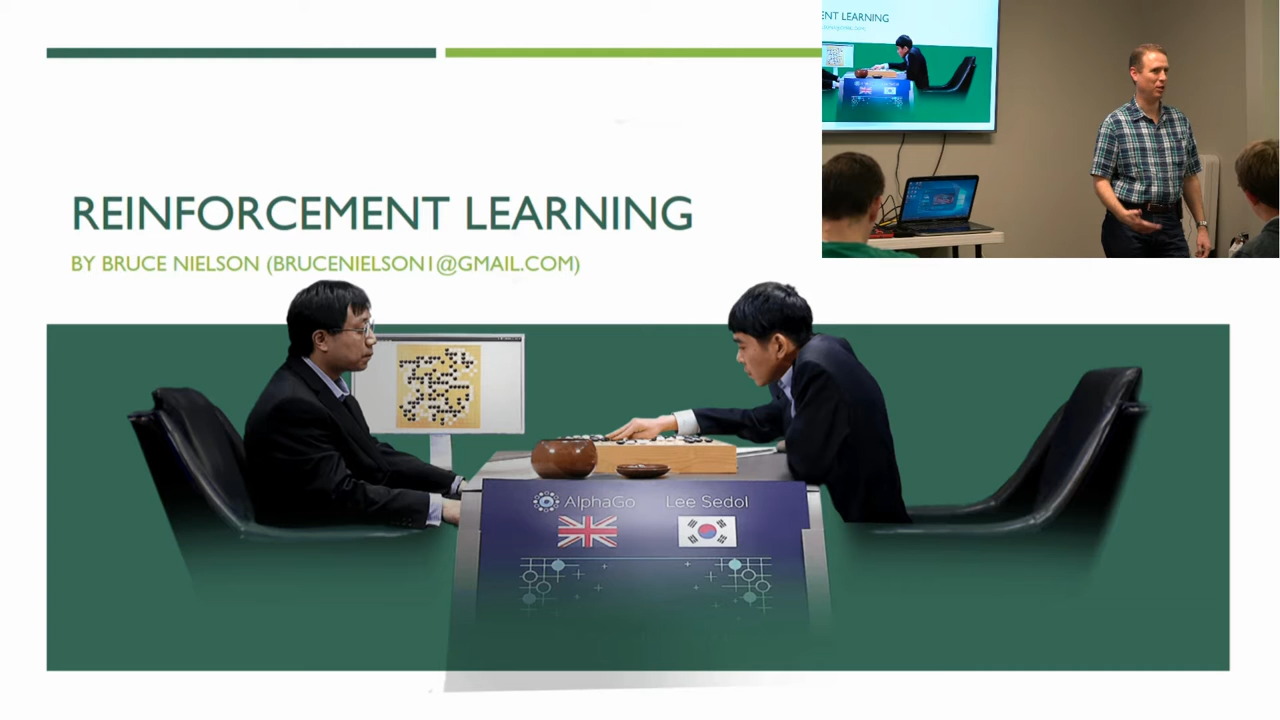 REINFORCEMENT LEARNING
BY BRUCE NIELSON (BRUCENIELSON1@GMAIL.COM)
AlphaGo Lee Sedol
ENT LEARNING